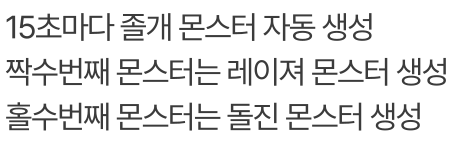 15초마다 졸개 몬스터 자동 생성
짝수번째 몬스터는 레이져 몬스터 생성
홀수번째 몬스터는 돌진 몬스터 생성